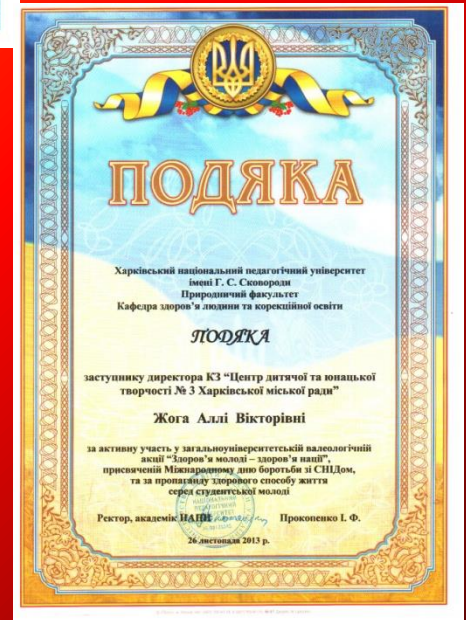 ПОДЯКА
Харківський національний педагогічний університет
імені Г. С. Сковороди
Природничий факультет
Кафедра здоров'я людини та корекційної освіти
ПОДЯКА
заступнику директора КЗ “Центр дитячої та юнацької
творчості № 3 Харківської міської ради”
Жога Аллі Вікторівні
за активну участь у загальноуніверситетській валеологічній
акції “Здоров'я молоді – здоров'я нації”,
присвяченій Міжнародному дню боротьби зі СНІДом,
та за пропаганду здорового способу життя
серед студентської молоді
Ректор, академік НАПН Прокопенко І. Ф.
26 листопада 2013 р.